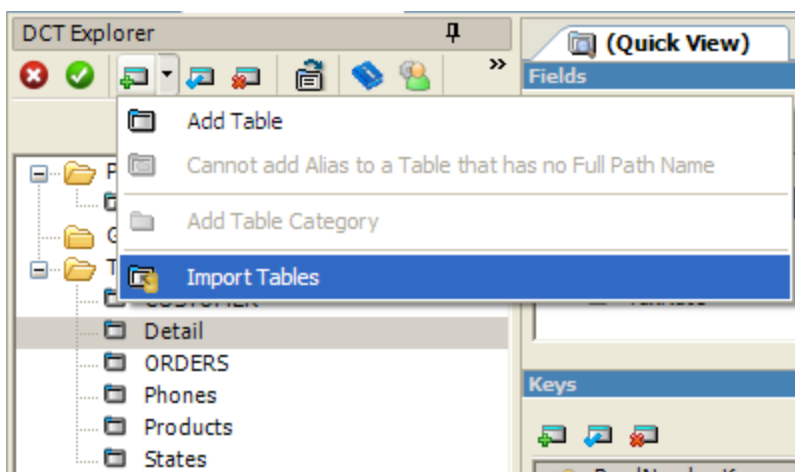 DCT Explorer
(Quick View)
»
Fields
Add Table
Cannot add Alias to a Table that has no Full Path Name
Add Table Category
Import Tables
CUSTOMER
Detail
ORDERS
Phones
Products
States
Keys